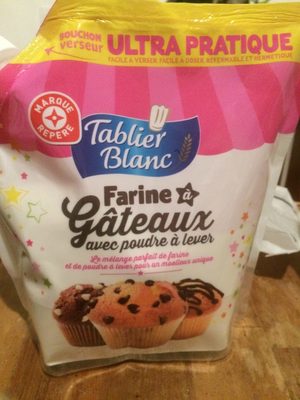 BOUCHON
verseur
ULTRA PRATIQUE
FACILE A VERSER FACILE A DOSER, REFERMABLE ET HERMETIQUE
MARQUE
REPÈRE
Tablier
Blanc
Farine à
Gâteaux
avec poudre à lever
Le mélange parfait de farine
et de poudre à lever pour un moelleux unique